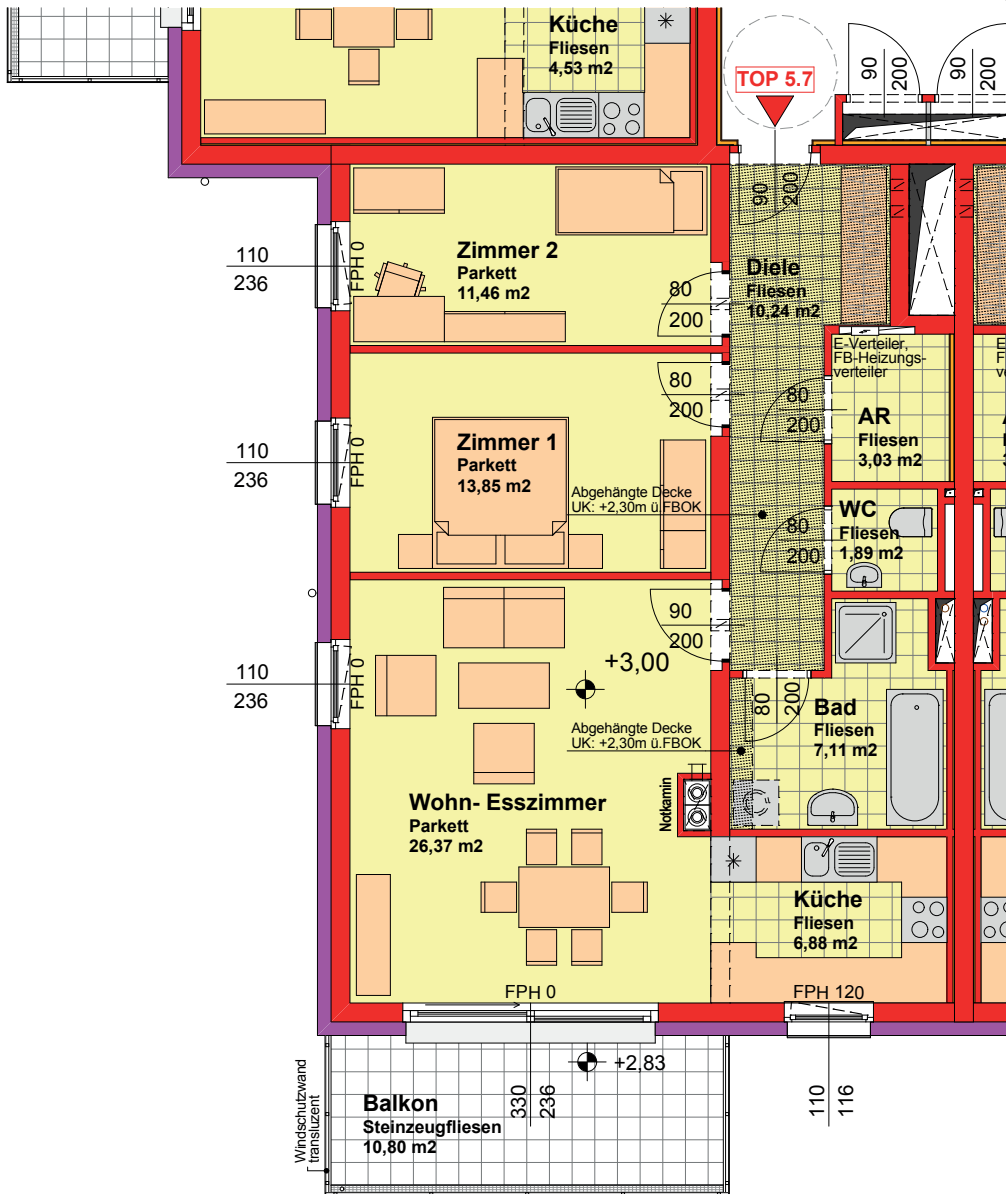 Küche
Fliesen
4,53 m2
TOP 5.7
90
200
90
200
90
200
Zimmer 2
Parkett
11,46 m2
110
236
FPH 0
80
200
Diele
Fliesen
10,24 m2
E-Verteiler,
FB-Heizungs-
verteiler
80
200
80
200
AR
Fliesen
3,03 m2
Zimmer 1
Parkett
13,85 m2
110
236
FPH 0
Abgehängte Decke
UK: +2,30m ü.FBOK
80
200
WC
Fliesen
1,89 m2
90
200
+3,00
110
236
FPH 0
80
200
Bad
Fliesen
7,11 m2
Abgehängte Decke
UK: +2,30m ü.FBOK
Wohn- Esszimmer
Parkett
26,37 m2
Notkamin
Küche
Fliesen
6,88 m2
FPH 0
FPH 120
+2,83
330
236
110
116
Balkon
Steinzeugfliesen
10,80 m2
Windschutzwand
transluzent